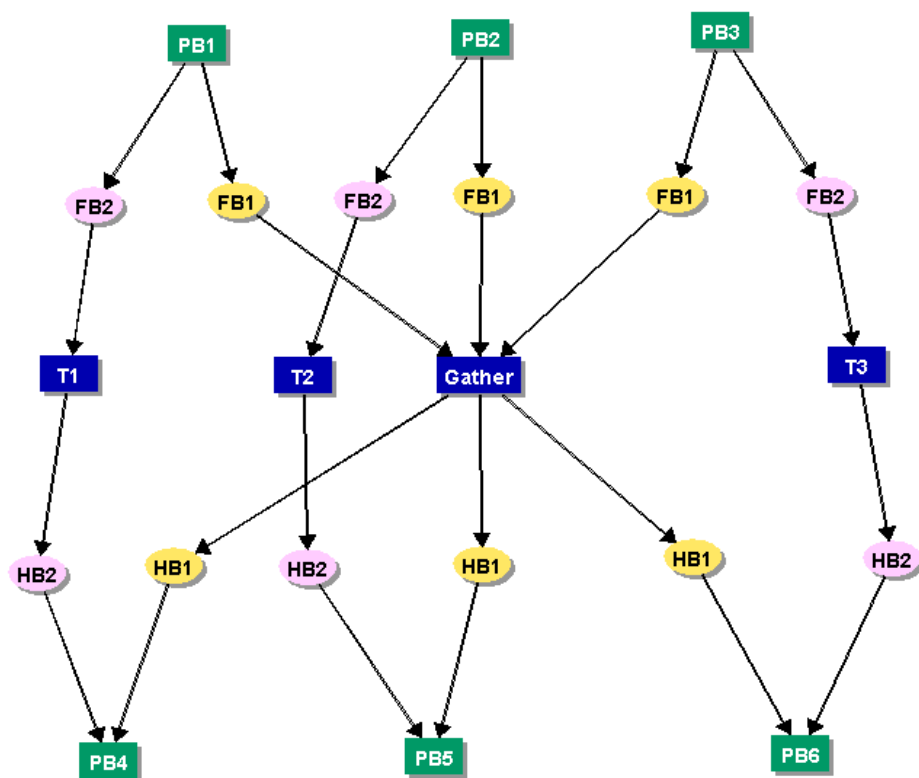 PB1
PB2
PB3
FB2
FB1
FB2
FB1
FB1
FB2
T1
T2
Gather
T3
HB2
HB1
HB2
HB1
HB1
HB2
PB4
PB5
PB6